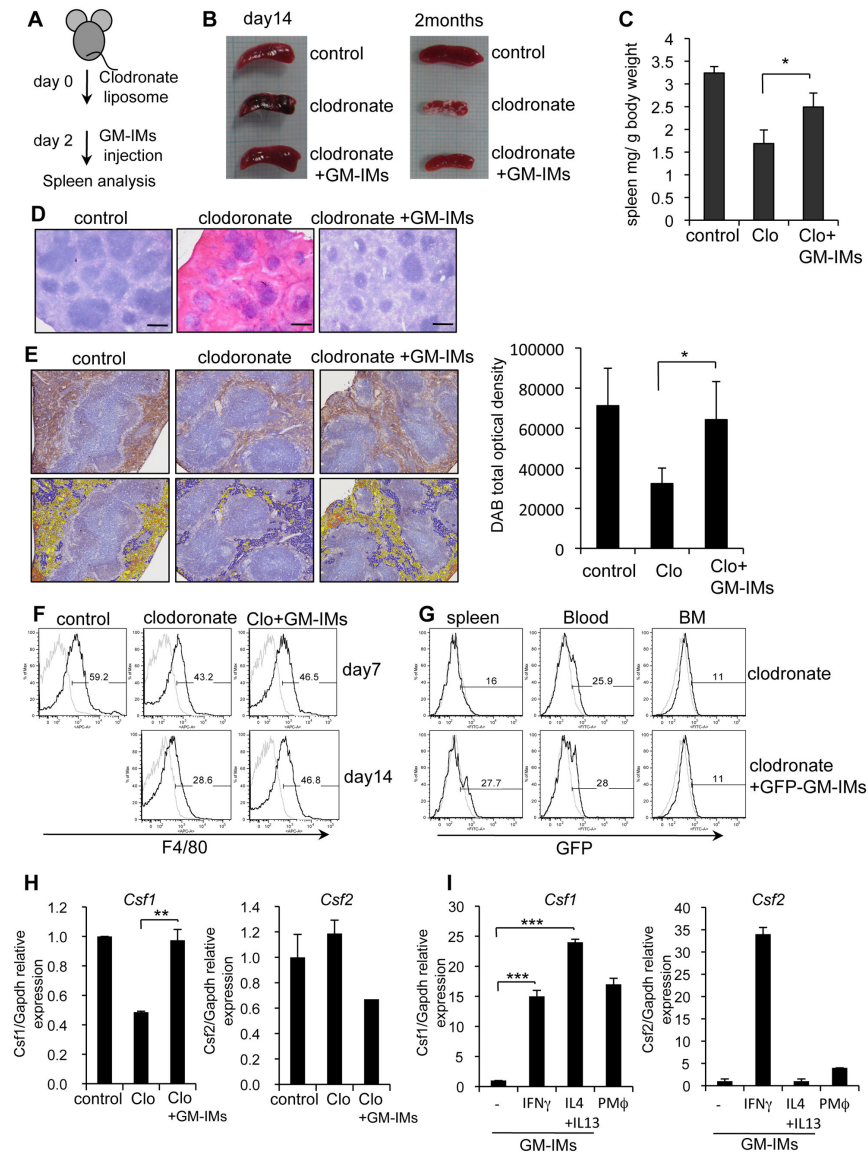 A
day 0
Clodronate
liposome
day 2
GM-IMs
injection
Spleen analysis
B
day14
control
clodronate
clodronate
+GM-IMs
2months
control
clodronate
clodronate
+GM-IMs
C
spleen mg/ g body weight
4
3.5
3
2.5
2
1.5
1
0.5
0
*
control
Clo
Clo+
GM-IMs
D
control
clodoronate
clodronate +GM-IMs
E
control
clodoronate
clodronate +GM-IMs
DAB total optical density
100000
80000
60000
40000
20000
0
*
control
Clo
Clo+
GM-IMs
F
control
clodoronate
Clo+GM-IMs
59.2
43.2
46.5
day7
28.6
46.8
day14
F4/80
G
spleen
Blood
BM
16
25.9
11
clodronate
27.7
28
11
clodronate
+GFP-GM-IMs
GFP
H
Csf1
Csf1/Gapdh relative
expression
1.2
1.0
0.8
0.6
0.4
0.2
0.0
**
control
Clo
Clo
+GM-IMs
Csf2
Csf2/Gapdh relative
expression
1.4
1.2
1.0
0.8
0.6
0.4
0.2
0.0
control
Clo
Clo
+GM-IMs
I
Csf1
Csf1/Gapdh relative
expression
30
25
20
15
10
5
0
***
***
-
IFNγ
IL4
+IL13
PMϕ
GM-IMs
Csf2
Csf2/Gapdh relative
expression
40
35
30
25
20
15
10
5
0
-
IFNγ
IL4
+IL13
PMϕ
GM-IMs